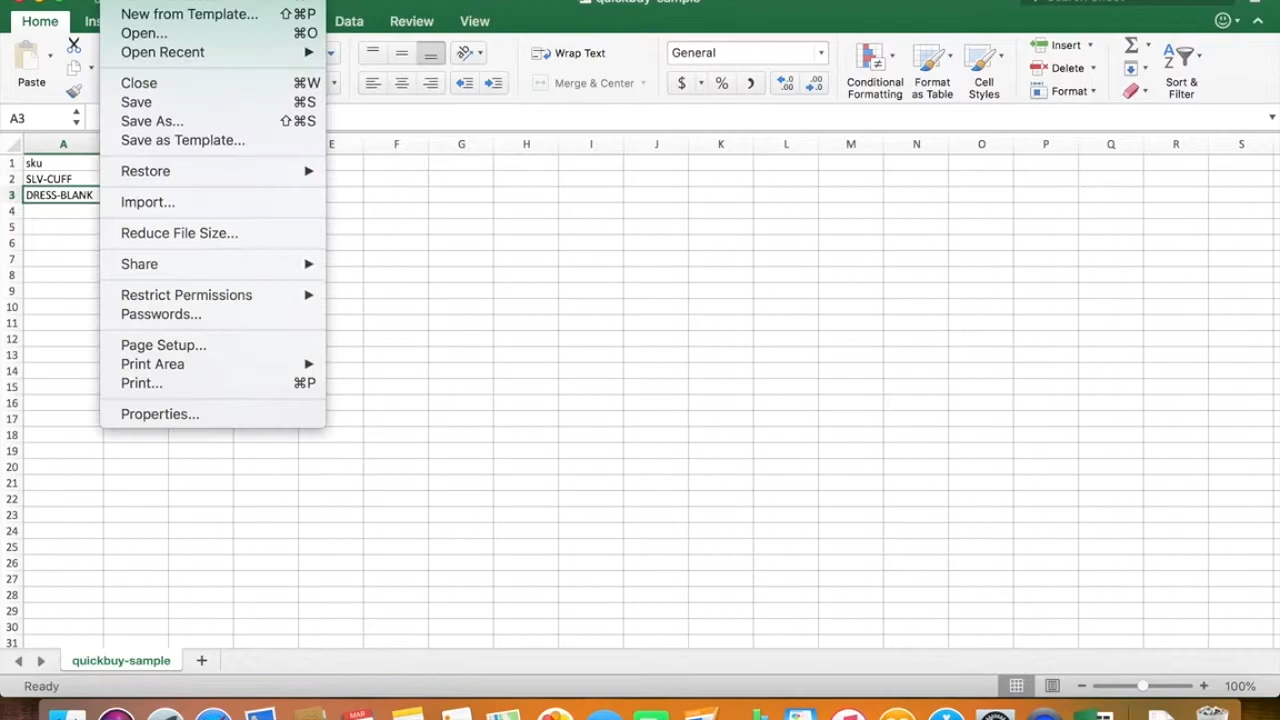 quickbuy-sample
Home
Data
Review
View
New from Template... ⇧⌘P
Open... ⌘O
Open Recent
Close ⌘W
Save ⌘S
Save As... ⇧⌘S
Save as Template...
Restore
Import...
Reduce File Size...
Share
Restrict Permissions
Passwords...
Page Setup...
Print Area
Print... ⌘P
Properties...
Paste
Wrap Text
Merge & Center
General
$ % ,
Conditional Formatting
Format as Table
Cell Styles
Insert
Delete
Format
Sort & Filter
A3
A E F G H I J K L M N O P Q R S
1 sku
2 SLV-CUFF
3 DRESS-BLANK
4
5
6
7
8
9
10
11
12
13
14
15
16
17
18
19
20
21
22
23
24
25
26
27
28
29
30
31
quickbuy-sample
Ready
100%
MAR